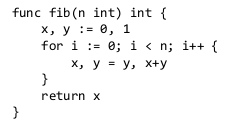 func fib(n int) int {
    x, y := 0, 1
    for i := 0; i < n; i++ {
        x, y = y, x+y
    }
    return x
}